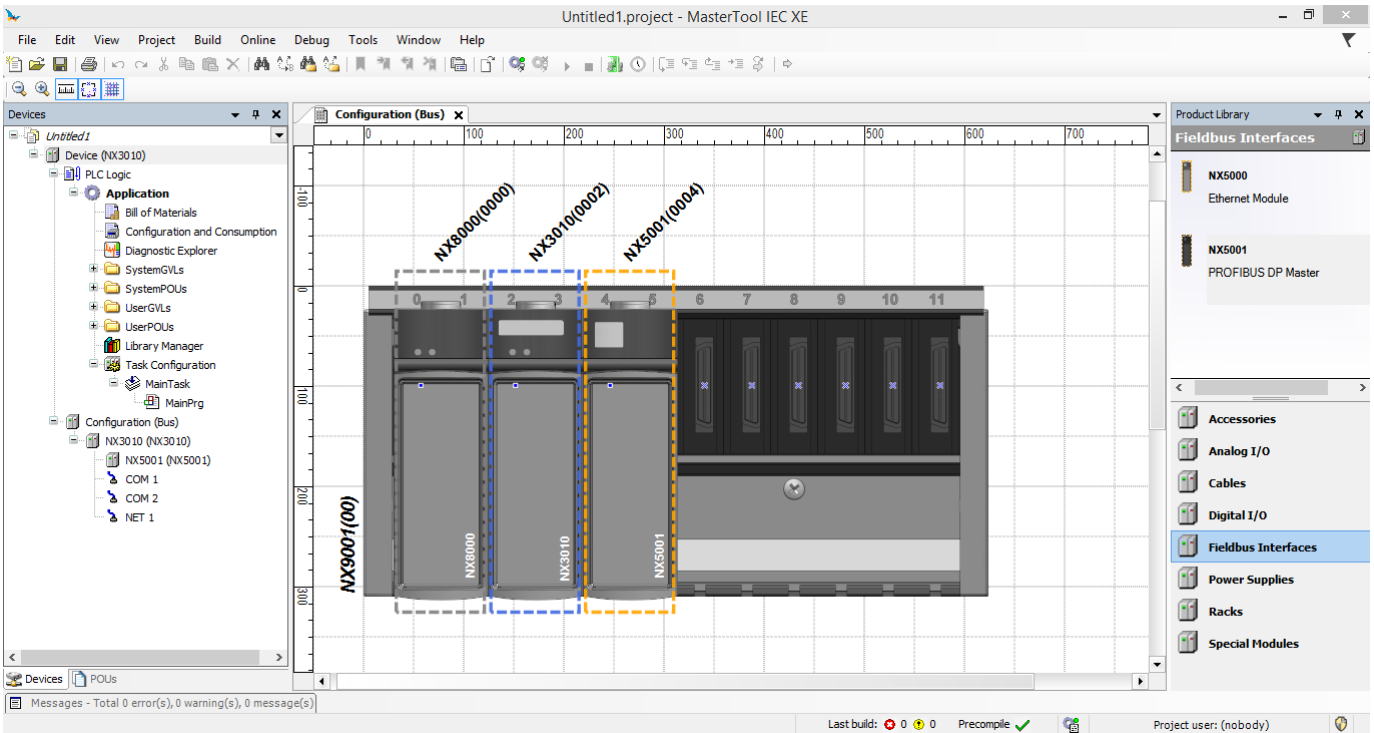 Untitled1.project - MasterTool IEC XE
File Edit View Project Build Online Debug Tools Window Help
Devices
Untitled1
Device (NX3010)
PLC Logic
Application
Bill of Materials
Configuration and Consumption
Diagnostic Explorer
SystemGVLs
SystemPOUs
UserGVLs
UserPOUs
Library Manager
Task Configuration
MainTask
MainPrg
Configuration (Bus)
NX3010 (NX3010)
NX5001 (NX5001)
COM 1
COM 2
NET 1
Devices POUs
Configuration (Bus)
0 100 200 300 400 500 600 700
-100
0
100
200
300
NX8000(0000) NX3010(0002) NX5001(0004)
0 1 2 3 4 5 6 7 8 9 10 11
NX9001(00)
NX8000 NX3010 NX5001
Product Library
Fieldbus Interfaces
NX5000
Ethernet Module
NX5001
PROFIBUS DP Master
Accessories
Analog I/O
Cables
Digital I/O
Fieldbus Interfaces
Power Supplies
Racks
Special Modules
Messages - Total 0 error(s), 0 warning(s), 0 message(s)
Last build: 0 0 Precompile Project user: (nobody)